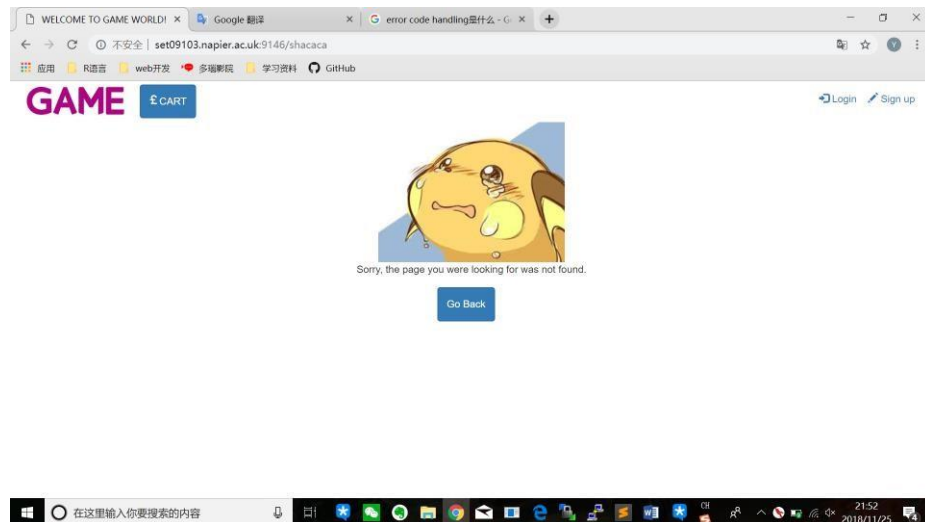 WELCOME TO GAME WORLD! Google 翻译 error code handling是什么 - G
不安全 | set09103.napier.ac.uk:9146/shacaca
应用 R语言 web开发 多瑙影院 学习资料 GitHub
GAME £ CART Login Sign up
Sorry, the page you were looking for was not found.
Go Back
在这里输入你要搜索的内容 CH 21:52
2018/11/25